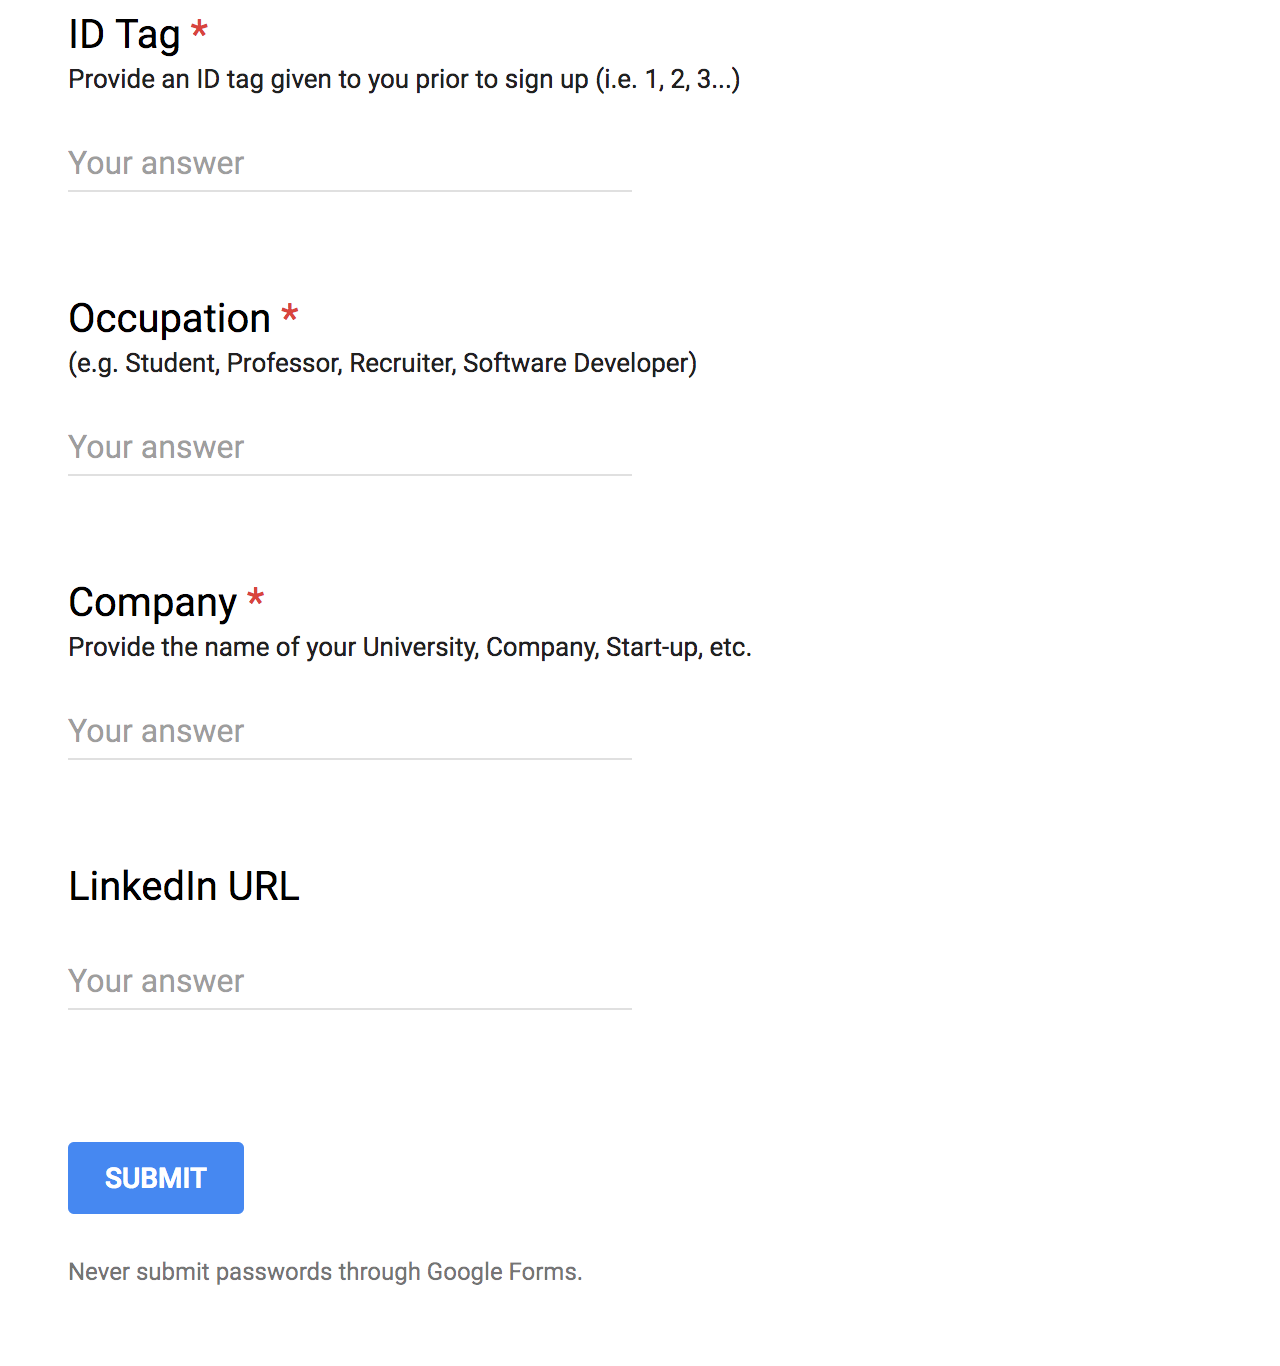 ID Tag *
Provide an ID tag given to you prior to sign up (i.e. 1, 2, 3...)
Your answer
Occupation *
(e.g. Student, Professor, Recruiter, Software Developer)
Your answer
Company *
Provide the name of your University, Company, Start-up, etc.
Your answer
LinkedIn URL
Your answer
SUBMIT
Never submit passwords through Google Forms.